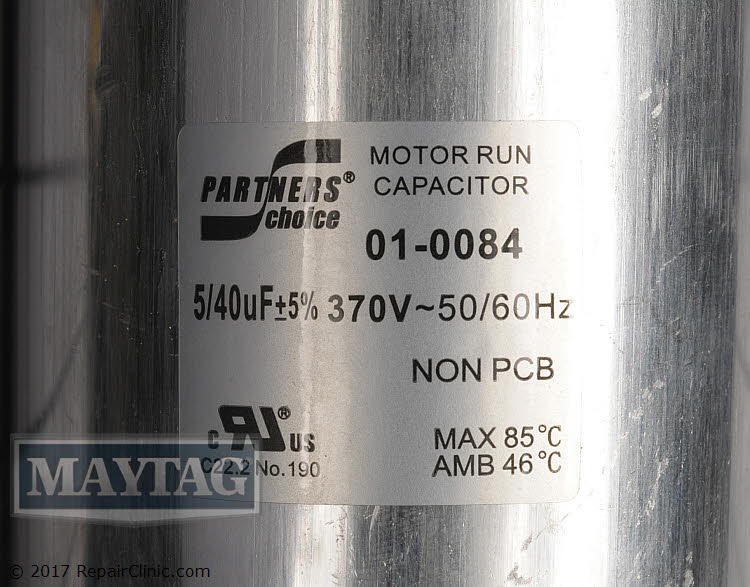 PARTNERS®
choice
MOTOR RUN
CAPACITOR
01-0084
5/40uF±5% 370V~50/60Hz
NON PCB
c RU® US
C22.2 No.190
MAX 85℃
AMB 46℃
MAYTAG
© 2017 RepairClinic.com